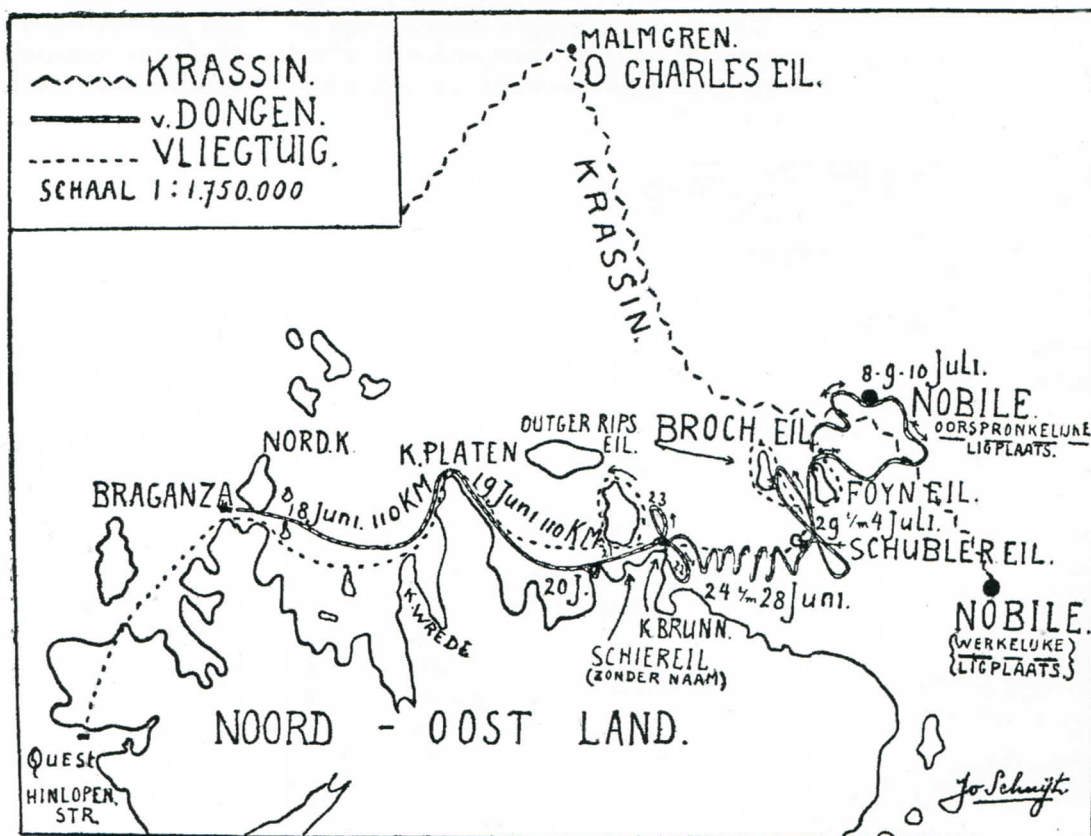 KRASSIN.
v. DONGEN.
VLIEGTUIG.
SCHAAL 1:1.750.000
MALMGREN.
GHARLES EIL.
KRASSIN.
8-9-10 JULI.
NOBILE.
OORSPRONKELIJKE
LIGPLAATS.
OUTGER RIPS
EIL.
BROCH. EIL
NORD.K.
K.PLATEN
BRAGANZA
18 JUNI. 110 KM
19 JUNI 110 KM
FOYN EIL.
29 t/m 4 JULI.
SCHÜBLER EIL.
23
20 J.
24 t/m 28 JUNI.
K.WREDE
K.BRUNN.
SCHIEREIL
(ZONDER NAAM)
NOBILE.
(WERKELIJKE)
LIGPLAATS.
NOORD - OOST LAND.
QUEST
HINLOPEN.
STR.
Jo Schuijt